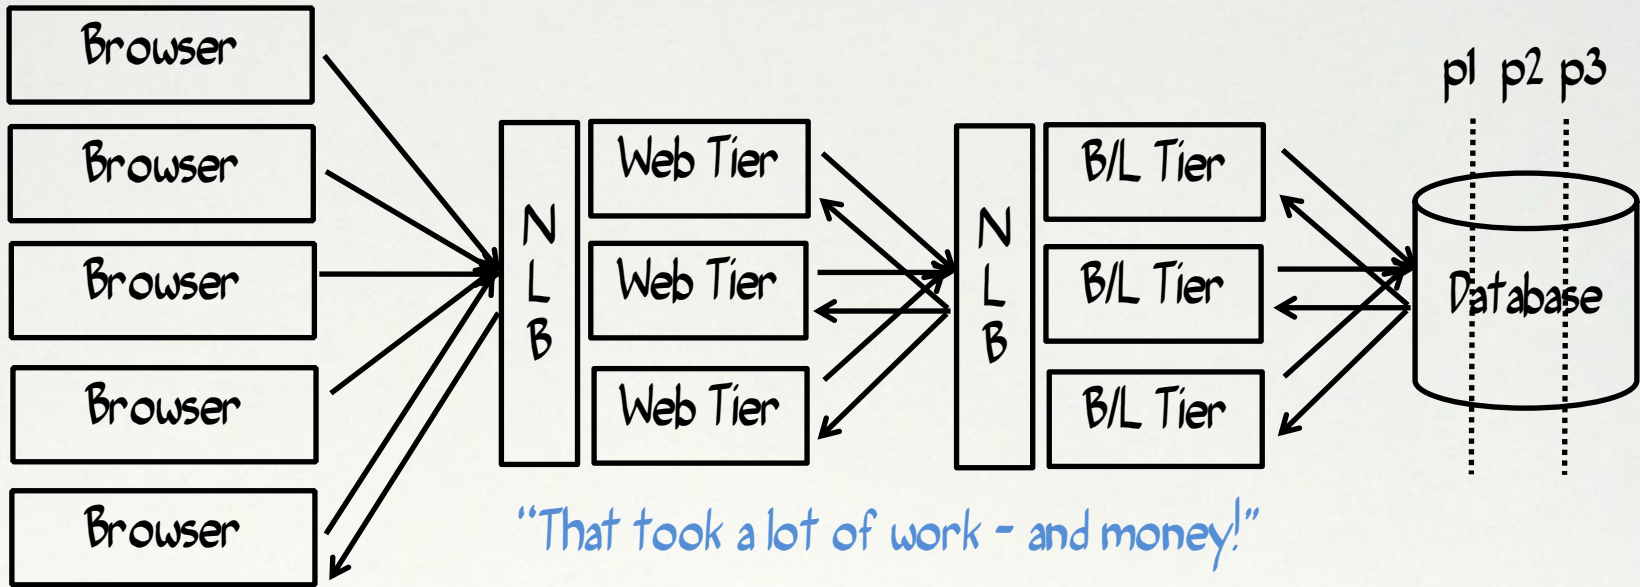 Browser
Browser
Browser
Browser
Browser
N
L
B
Web Tier
Web Tier
Web Tier
N
L
B
B/L Tier
B/L Tier
B/L Tier
p1 p2 p3
Database
“That took a lot of work - and money!”